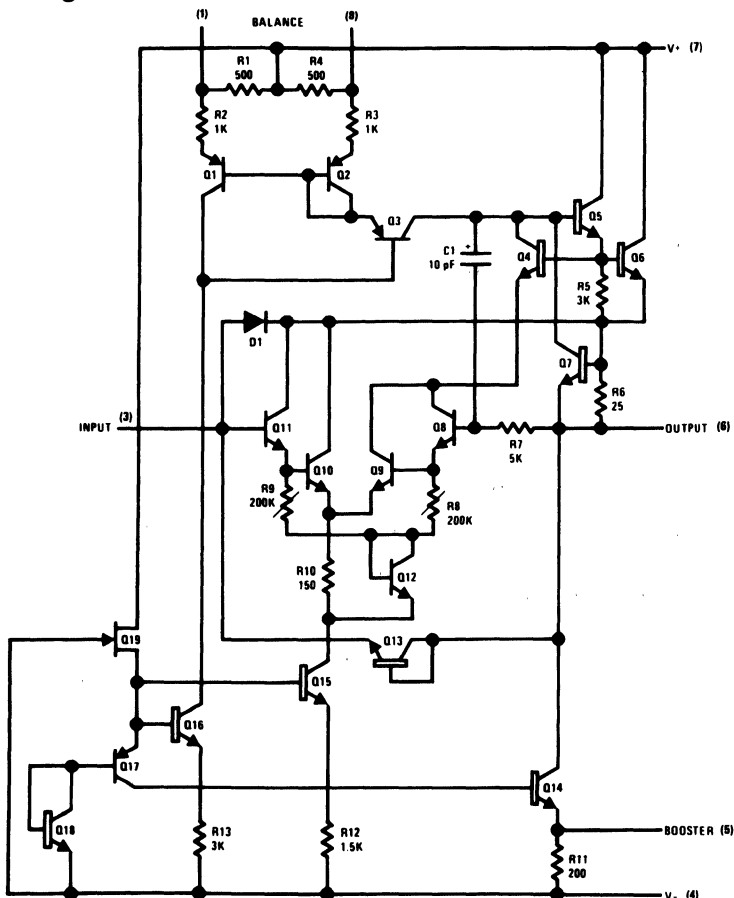 (1)
BALANCE
(8)
V+ (7)
R1
500
R4
500
R2
1K
R3
1K
Q1
Q2
Q3
Q5
Q4
Q6
C1
10 pF
+
R5
3K
D1
Q7
R6
25
INPUT (3)
Q11
Q8
OUTPUT (6)
R7
5K
Q10
Q9
R9
200K
R8
200K
R10
150
Q12
Q19
Q13
Q15
Q16
Q17
Q14
Q18
BOOSTER (5)
R13
3K
R12
1.5K
R11
200
V- (4)